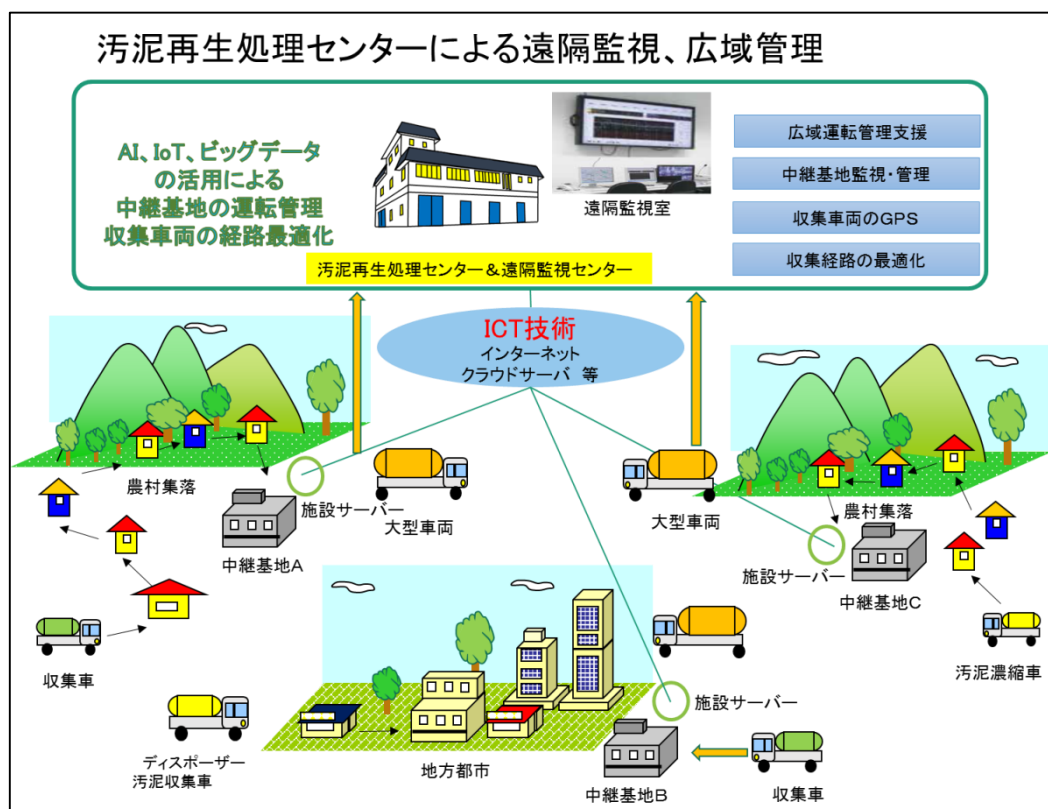 汚泥再生処理センターによる遠隔監視、広域管理
AI、IoT、ビッグデータ
の活用による
中継基地の運転管理
収集車両の経路最適化
遠隔監視室
広域運転管理支援
中継基地監視・管理
収集車両のGPS
収集経路の最適化
汚泥再生処理センター＆遠隔監視センター
ICT技術
インターネット
クラウドサーバ 等
農村集落
施設サーバー
中継基地A
大型車両
大型車両
農村集落
施設サーバー
中継基地C
収集車
汚泥濃縮車
ディスポーザー
汚泥収集車
地方都市
施設サーバー
中継基地B
収集車